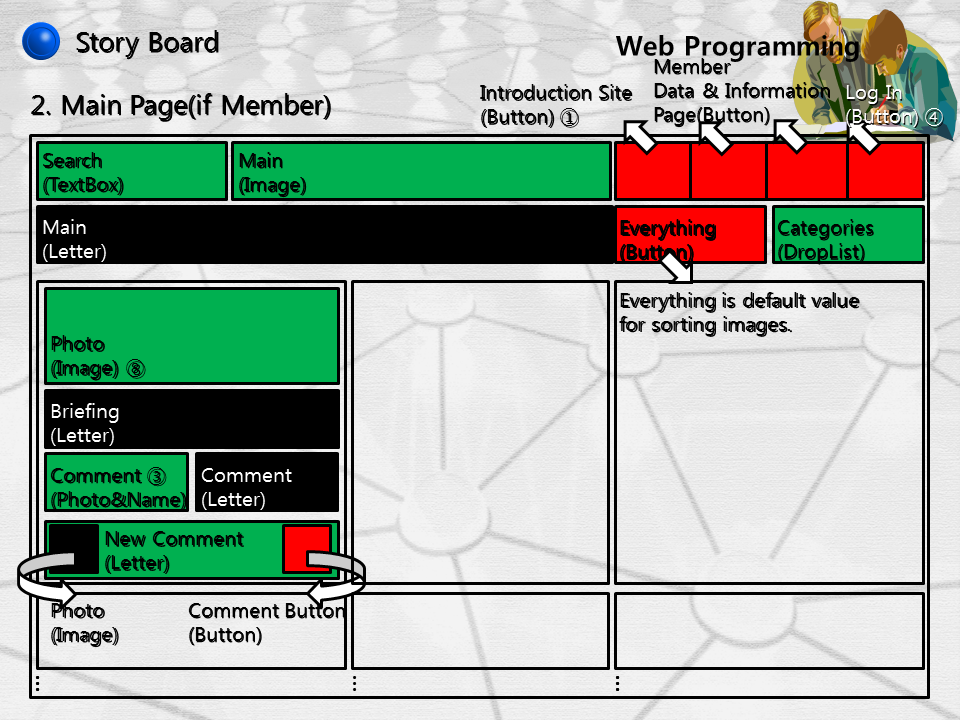 Story Board
Web Programming
2. Main Page(if Member)
Introduction Site
(Button) ①
Member
Data & Information
Page(Button)
Log In
(Button) ④
Search
(TextBox)
Main
(Image)
Main
(Letter)
Everything
(Button)
Categories
(DropList)
Everything is default value
for sorting images.
Photo
(Image) ⑧
Briefing
(Letter)
Comment ③
(Photo&Name)
Comment
(Letter)
New Comment
(Letter)
Photo
(Image)
Comment Button
(Button)